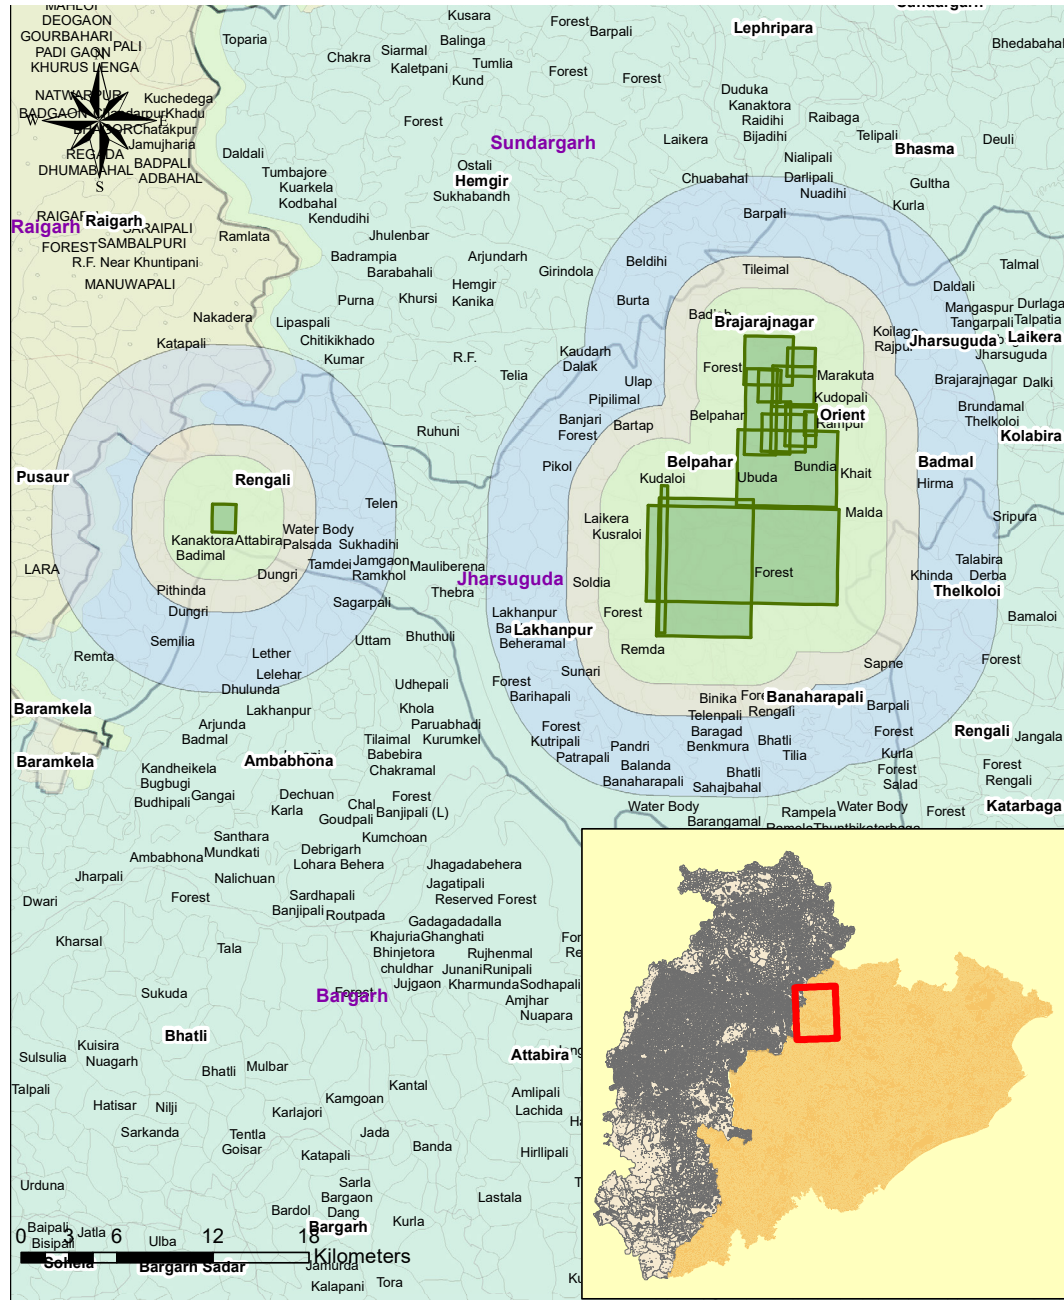 MAHLOI
DEOGAON
GOURBAHARI
PADI GAON
PALI
KHURUS LENGA
N
NATWARPUR
BADGAON
Chandarpur
Khadu
Kuchedega
W
E
Chatakpur
Jamujharia
REGADA
DHUMABAHAL
BADPALI
ADBAHAL
S
Toparia
Kusara
Balinga
Siarmal
Chakra
Kaletpani
Tumlia
Kund
Forest
Barpali
Forest
Forest
Forest
Lephripara
Sundargarh
Bhedabahal
Duduka
Kanaktora
Raidihi
Bijadihi
Raibaga
Laikera
Telipali
Deuli
Bhasma
Sundargarh
Daldali
Ostali
Hemgir
Sukhabandh
Tumbajore
Kuarkela
Kodbahal
Kendudihi
Nialipali
Chuabahal
Darlipali
Nuadihi
Gultha
Kurla
Barpali
Raigarh
Raigarh
SARAIPALI
SAMBALPURI
FOREST
R.F. Near Khuntipani
MANUWAPALI
Ramlata
Jhulenbar
Badrampia
Barabahali
Arjundarh
Girindola
Beldihi
Tileimal
Talmal
Purna
Khursi
Hemgir
Kanika
Burta
Daldali
Mangaspur
Durlaga
Tangarpali
Talpatia
Nakadera
Lipaspali
Chitikikhado
Katapali
Kumar
Brajarajnagar
Rajpur
Jharsuguda
Laikera
Jharsuguda
R.F.
Telia
Kaudarh
Dalak
Ulap
Pipilimal
Forest
Marakuta
Brajarajnagar
Dalki
Kudopali
Brundamal
Thelkoloi
Ruhuni
Banjari
Forest
Bartap
Belpahar
Orient
Rampur
Kolabira
Pusaur
Rengali
Pikol
Belpahar
Kudaloi
Ubuda
Bundia
Khait
Badmal
Hirma
Telen
Laikera
Kusraloi
Malda
Sripura
Kanaktora
Attabira
Badimal
Water Body
Palsada
Sukhadihi
LARA
Dungri
Tamdei
Jamgaon
Ramkhol
Mauliberena
Thebra
Jharsuguda
Soldia
Forest
Khinda
Talabira
Derba
Thelkoloi
Pithinda
Dungri
Sagarpali
Lakhanpur
Forest
Lakhanpur
Beheramal
Bamaloi
Semilia
Uttam
Bhuthuli
Remda
Remta
Lether
Lelehar
Dhulunda
Sunari
Sapne
Forest
Udhepali
Forest
Barihapali
Binika
Banaharapali
Rengali
Barpali
Baramkela
Lakhanpur
Khola
Paruabhadi
Kurumkel
Arjunda
Badmal
Tilaimal
Babebira
Chakramal
Forest
Kutripali
Patrapali
Telenpali
Baragad
Benkmura
Bhatli
Tilia
Forest
Rengali
Jangala
Baramkela
Ambabhona
Pandri
Balanda
Banaharapali
Bhatli
Sahajbahal
Kurla
Forest
Salad
Forest
Rengali
Kandheikela
Bugbugi
Budhipali
Gangai
Dechuan
Karla
Chal
Goudpali
Forest
Banjipali (L)
Water Body
Barangamal
Rampela
Water Body
Forest
Katarbaga
Santhara
Mundkati
Ambabhona
Kumchoan
Debrigarh
Lohara Behera
Jharpali
Nalichuan
Jhagadabehera
Jagatipali
Reserved Forest
Dwari
Forest
Sardhapali
Banjipali
Routpada
Gadagadadalla
Kharsal
Tala
Khajuria
Ghanghati
Bhinjetora
Rujhenmal
chuldhar
Junani
Runipali
Jujgaon
Kharmunda
Sodhapali
Sukuda
Forest
Bargarh
Amjhar
Nuapara
Bhatli
Kuisira
Sulsulia
Nuagarh
Attabira
Bhatli
Mulbar
Talpali
Kantal
Amlipali
Hatisar
Nilji
Kamgoan
Karlajori
Lachida
Sarkanda
Tentla
Goisar
Jada
Banda
Katapali
Hirllipali
Urduna
Sarla
Bargaon
Dang
Lastala
Bardol
Baipali
Bisipali
Jatla
Bargarh
Kurla
Ulba
0 3 6 12 18
Kilometers
Sohela
Bargarh Sadar
Jamurda
Kalapani
Tora